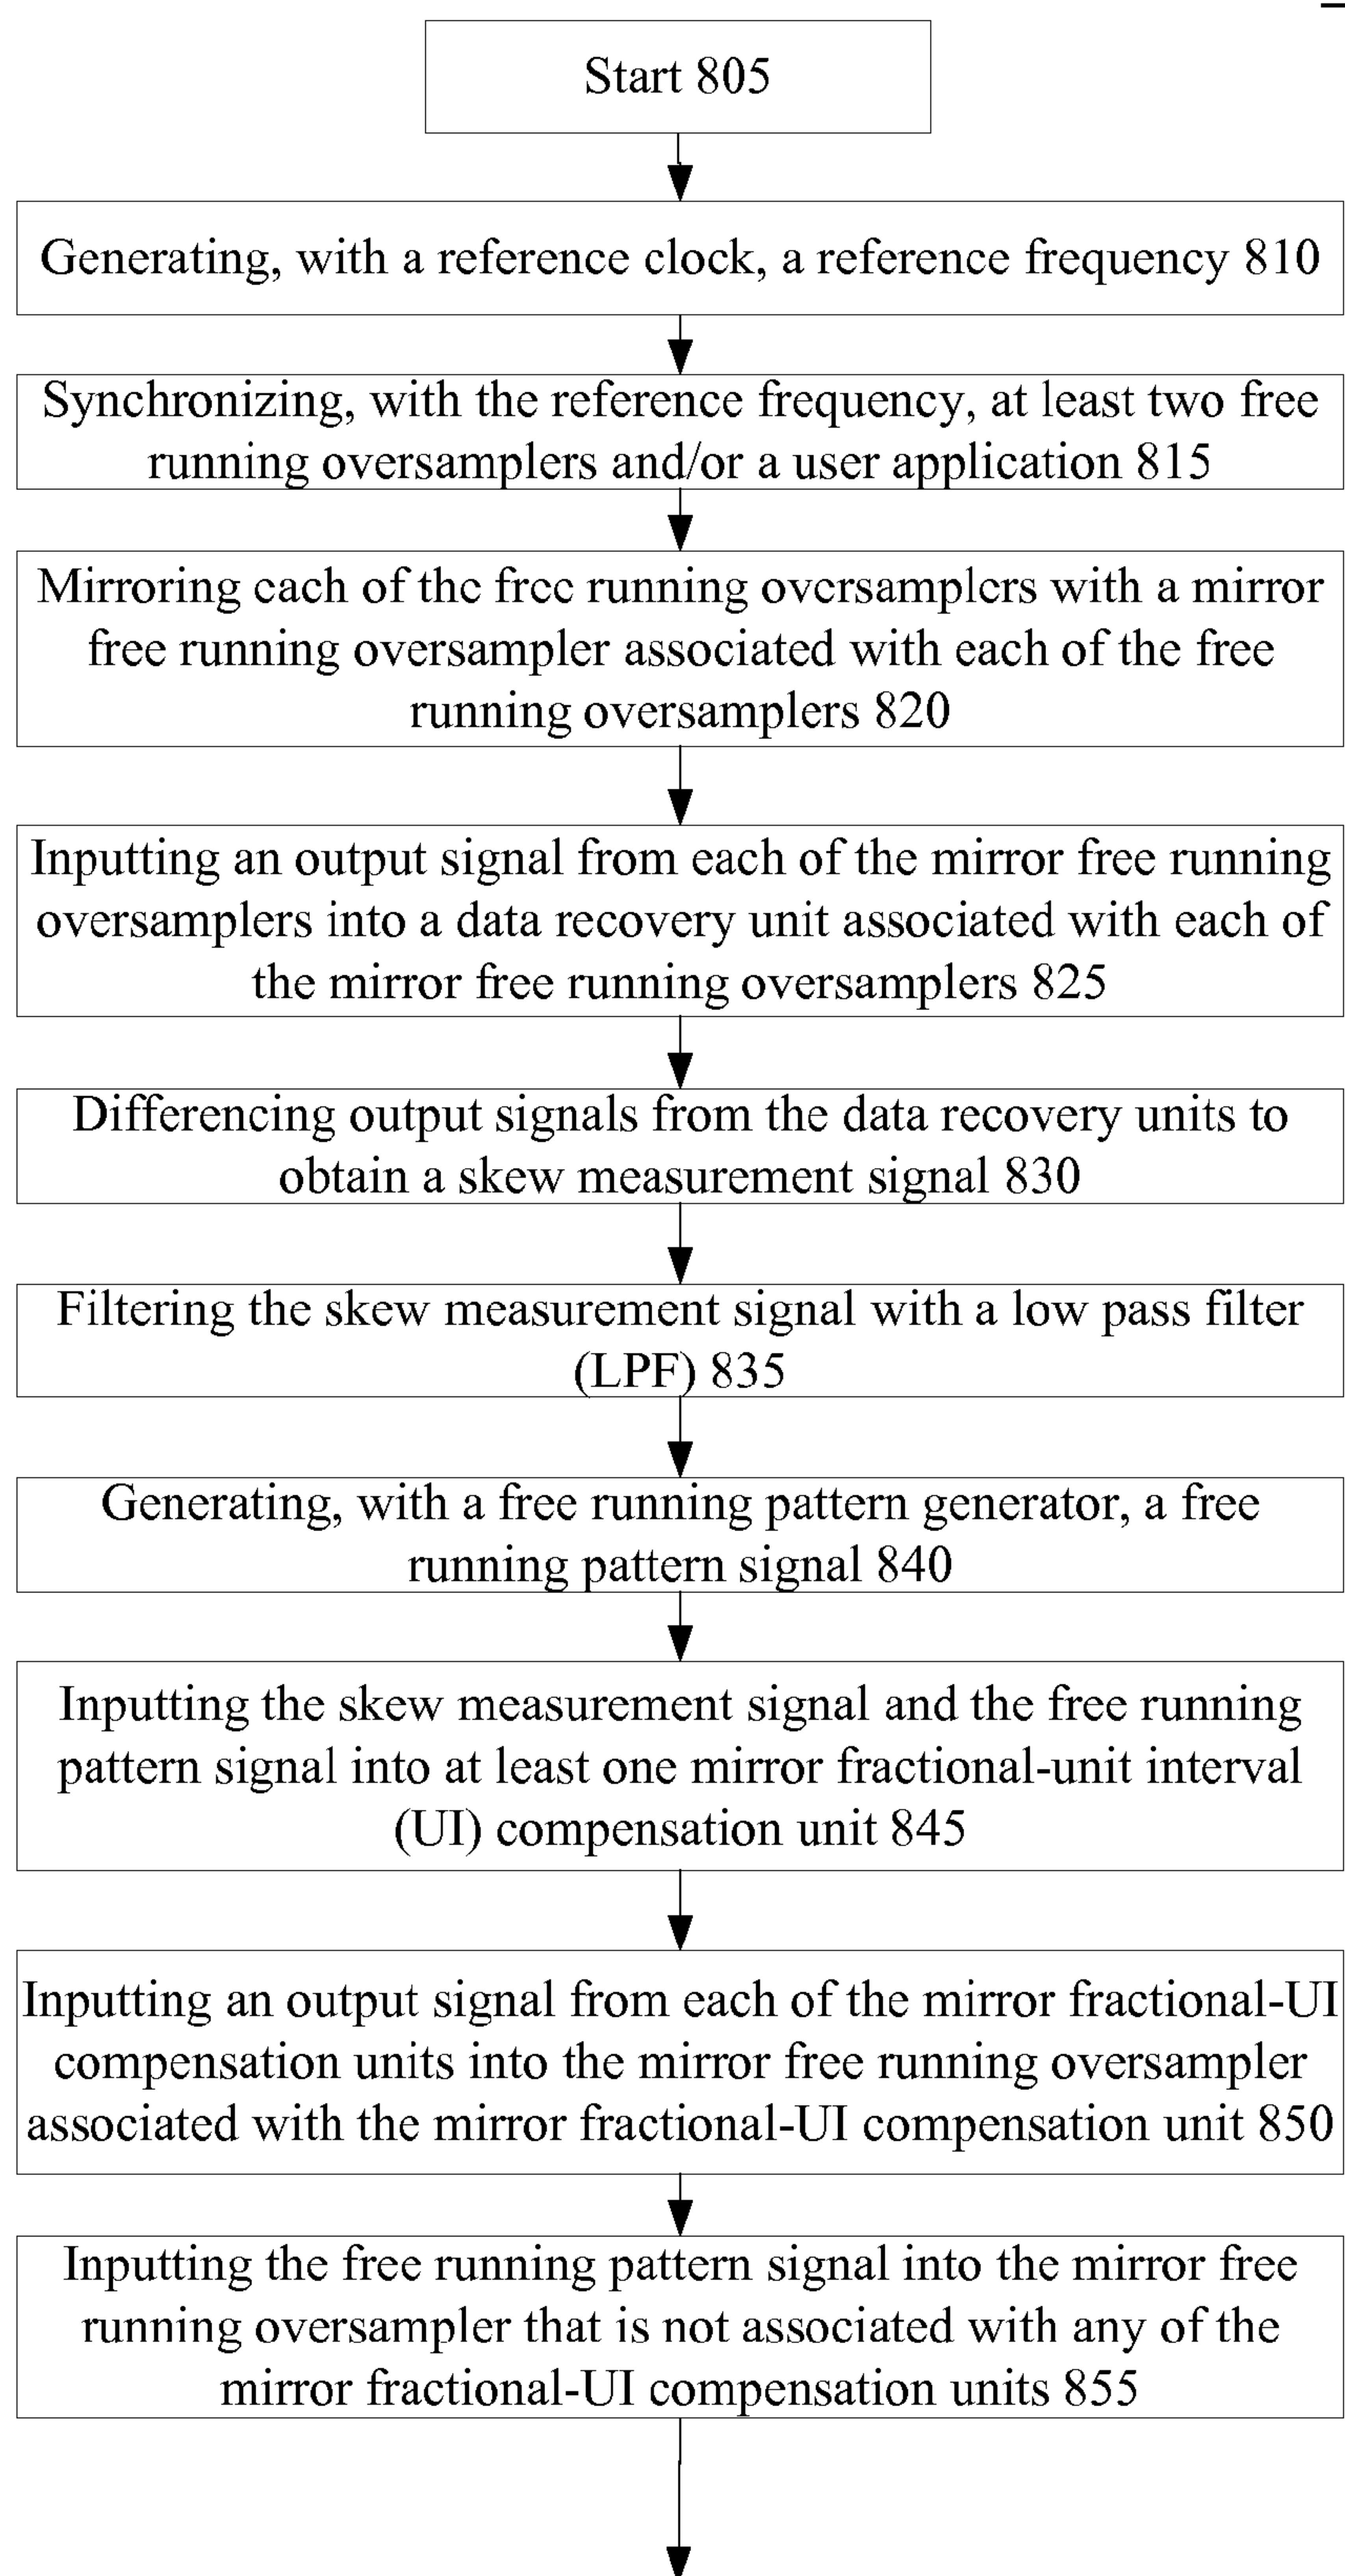 Start 805
Generating, with a reference clock, a reference frequency 810
Synchronizing, with the reference frequency, at least two free
running oversamplers and/or a user application 815
Mirroring each of the free running oversamplers with a mirror
free running oversampler associated with each of the free
running oversamplers 820
Inputting an output signal from each of the mirror free running
oversamplers into a data recovery unit associated with each of
the mirror free running oversamplers 825
Differencing output signals from the data recovery units to
obtain a skew measurement signal 830
Filtering the skew measurement signal with a low pass filter
(LPF) 835
Generating, with a free running pattern generator, a free
running pattern signal 840
Inputting the skew measurement signal and the free running
pattern signal into at least one mirror fractional-unit interval
(UI) compensation unit 845
Inputting an output signal from each of the mirror fractional-UI
compensation units into the mirror free running oversampler
associated with the mirror fractional-UI compensation unit 850
Inputting the free running pattern signal into the mirror free
running oversampler that is not associated with any of the
mirror fractional-UI compensation units 855